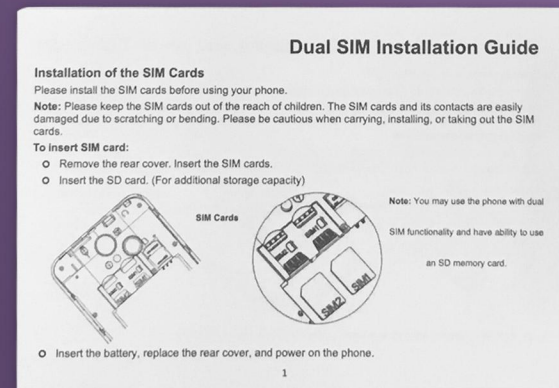 Dual SIM Installation Guide
Installation of the SIM Cards
Please install the SIM cards before using your phone.
Note: Please keep the SIM cards out of the reach of children. The SIM cards and its contacts are easily
damaged due to scratching or bending. Please be cautious when carrying, installing, or taking out the SIM
cards.
To insert SIM card:
o Remove the rear cover. Insert the SIM cards.
o Insert the SD card. (For additional storage capacity)
SIM Cards
SIM2
SIM1
Note: You may use the phone with dual
SIM functionality and have ability to use
an SD memory card.
o Insert the battery, replace the rear cover, and power on the phone.
1